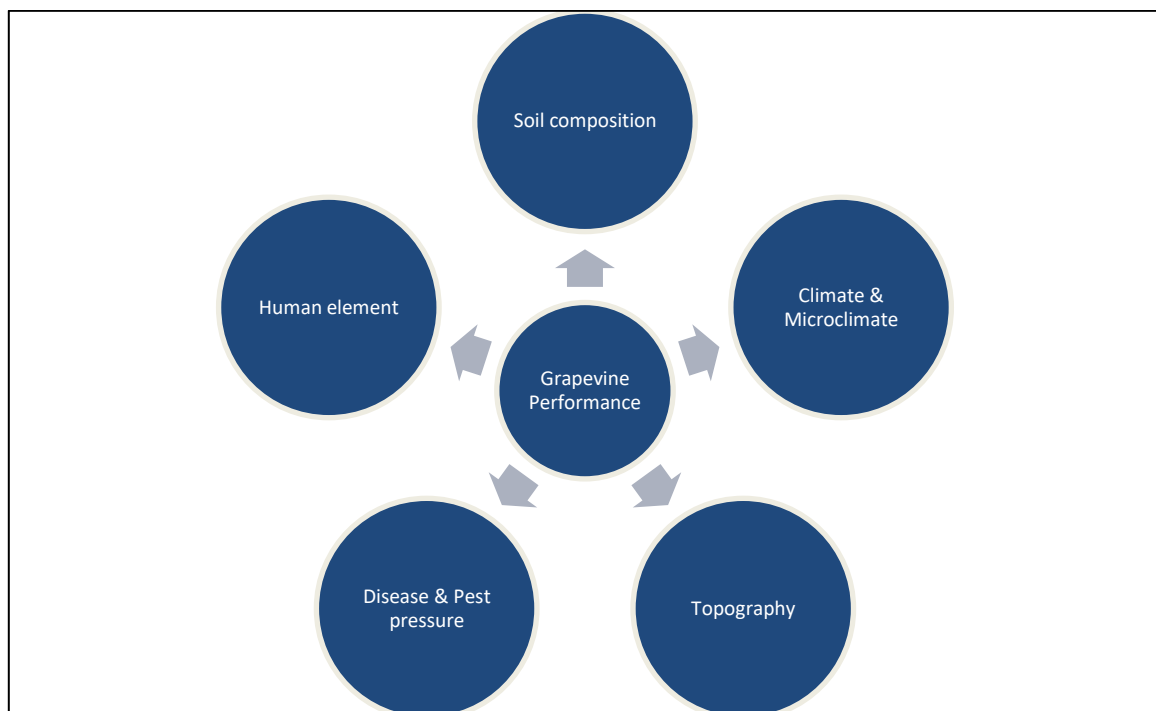 Soil composition
Human element
Climate &
Microclimate
Grapevine
Performance
Disease & Pest
pressure
Topography